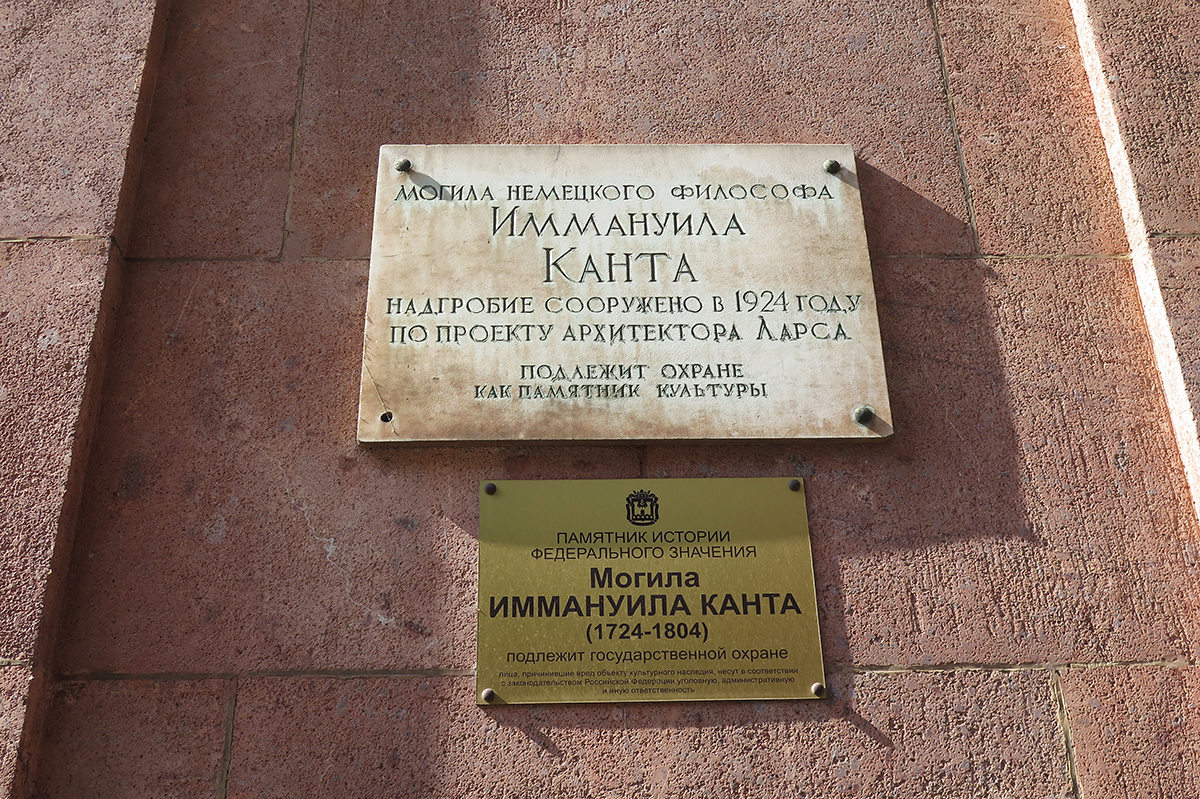 МОГИЛА НЕМЕЦКОГО ФИЛОСОФА
ИММАНУИЛА
КАНТА
НАДГРОБИЕ СООРУЖЕНО В 1924 ГОДУ
ПО ПРОЕКТУ АРХИТЕКТОРА ЛАРСА
ПОДЛЕЖИТ ОХРАНЕ
КАК ПАМЯТНИК КУЛЬТУРЫ
ПАМЯТНИК ИСТОРИИ
ФЕДЕРАЛЬНОГО ЗНАЧЕНИЯ
Могила
ИММАНУИЛА КАНТА
(1724-1804)
подлежит государственной охране
лица, причинившие вред объекту культурного наследия, несут в соответствии
с законодательством Российской Федерации уголовную, административную
и иную ответственность